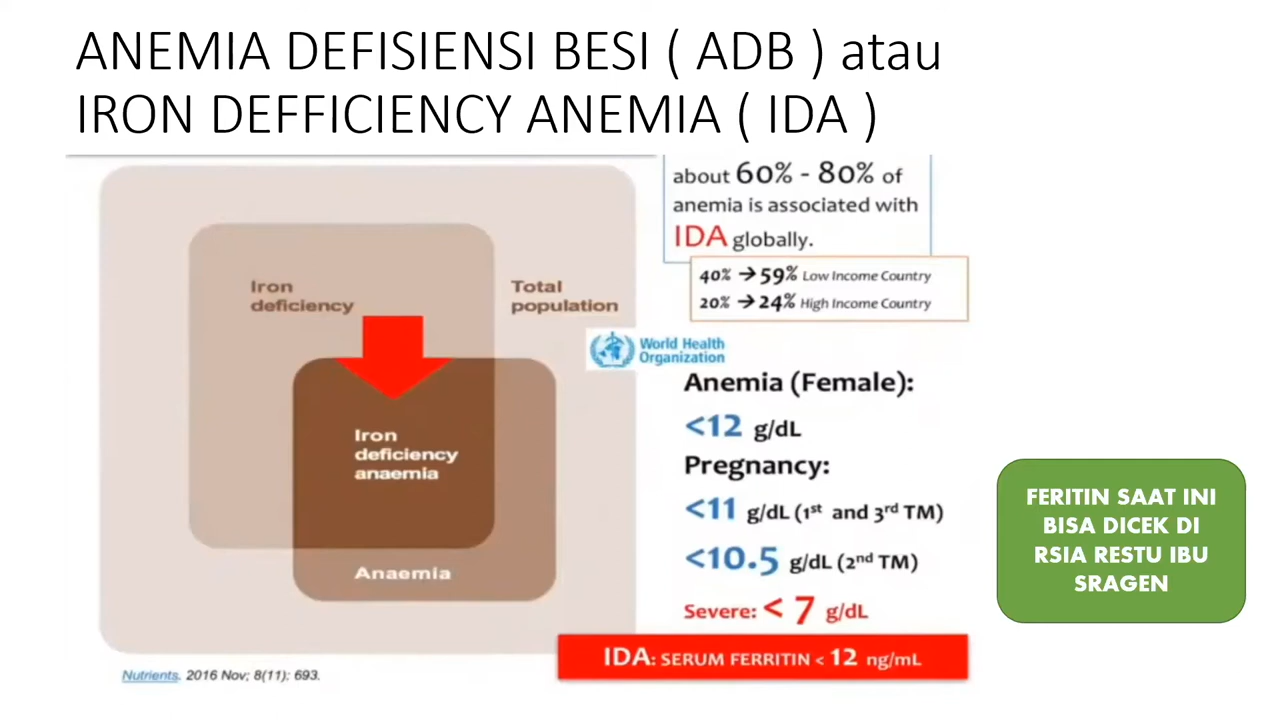 ANEMIA DEFISIENSI BESI ( ADB ) atau
IRON DEFFICIENCY ANEMIA ( IDA )
about 60% - 80% of
anemia is associated with
IDA globally.
40% → 59% Low Income Country
20% → 24% High Income Country
Iron
deficiency
Total
population
World Health
Organization
Anemia (Female):
<12 g/dL
Pregnancy:
<11 g/dL (1st and 3rd TM)
<10.5 g/dL (2nd TM)
Severe: < 7 g/dL
IDA: SERUM FERRITIN < 12 ng/mL
Iron
deficiency
anaemia
Anaemia
Nutrients. 2016 Nov; 8(11): 693.
FERITIN SAAT INI
BISA DICEK DI
RSIA RESTU IBU
SRAGEN